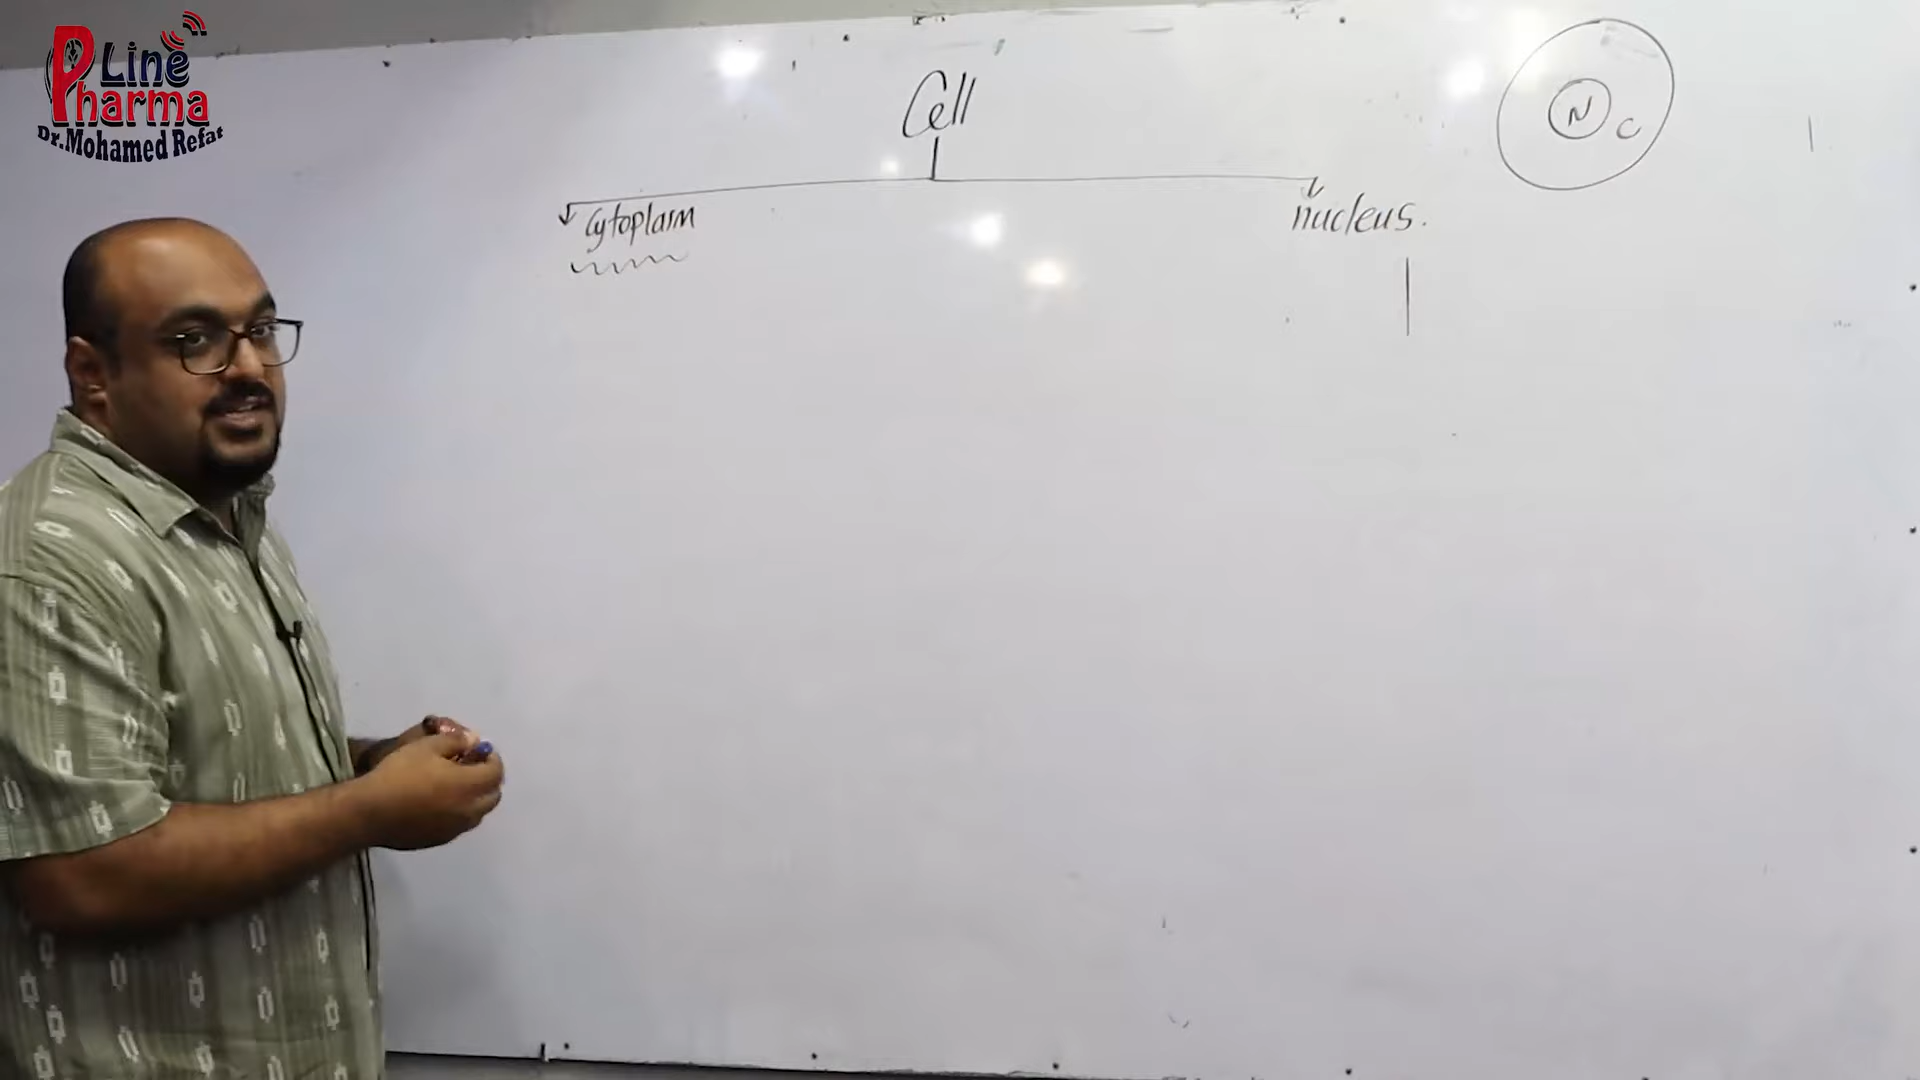 Line
Pharma
Dr.Mohamed Refat
Cell
Cytoplasm
nucleus.
N
C